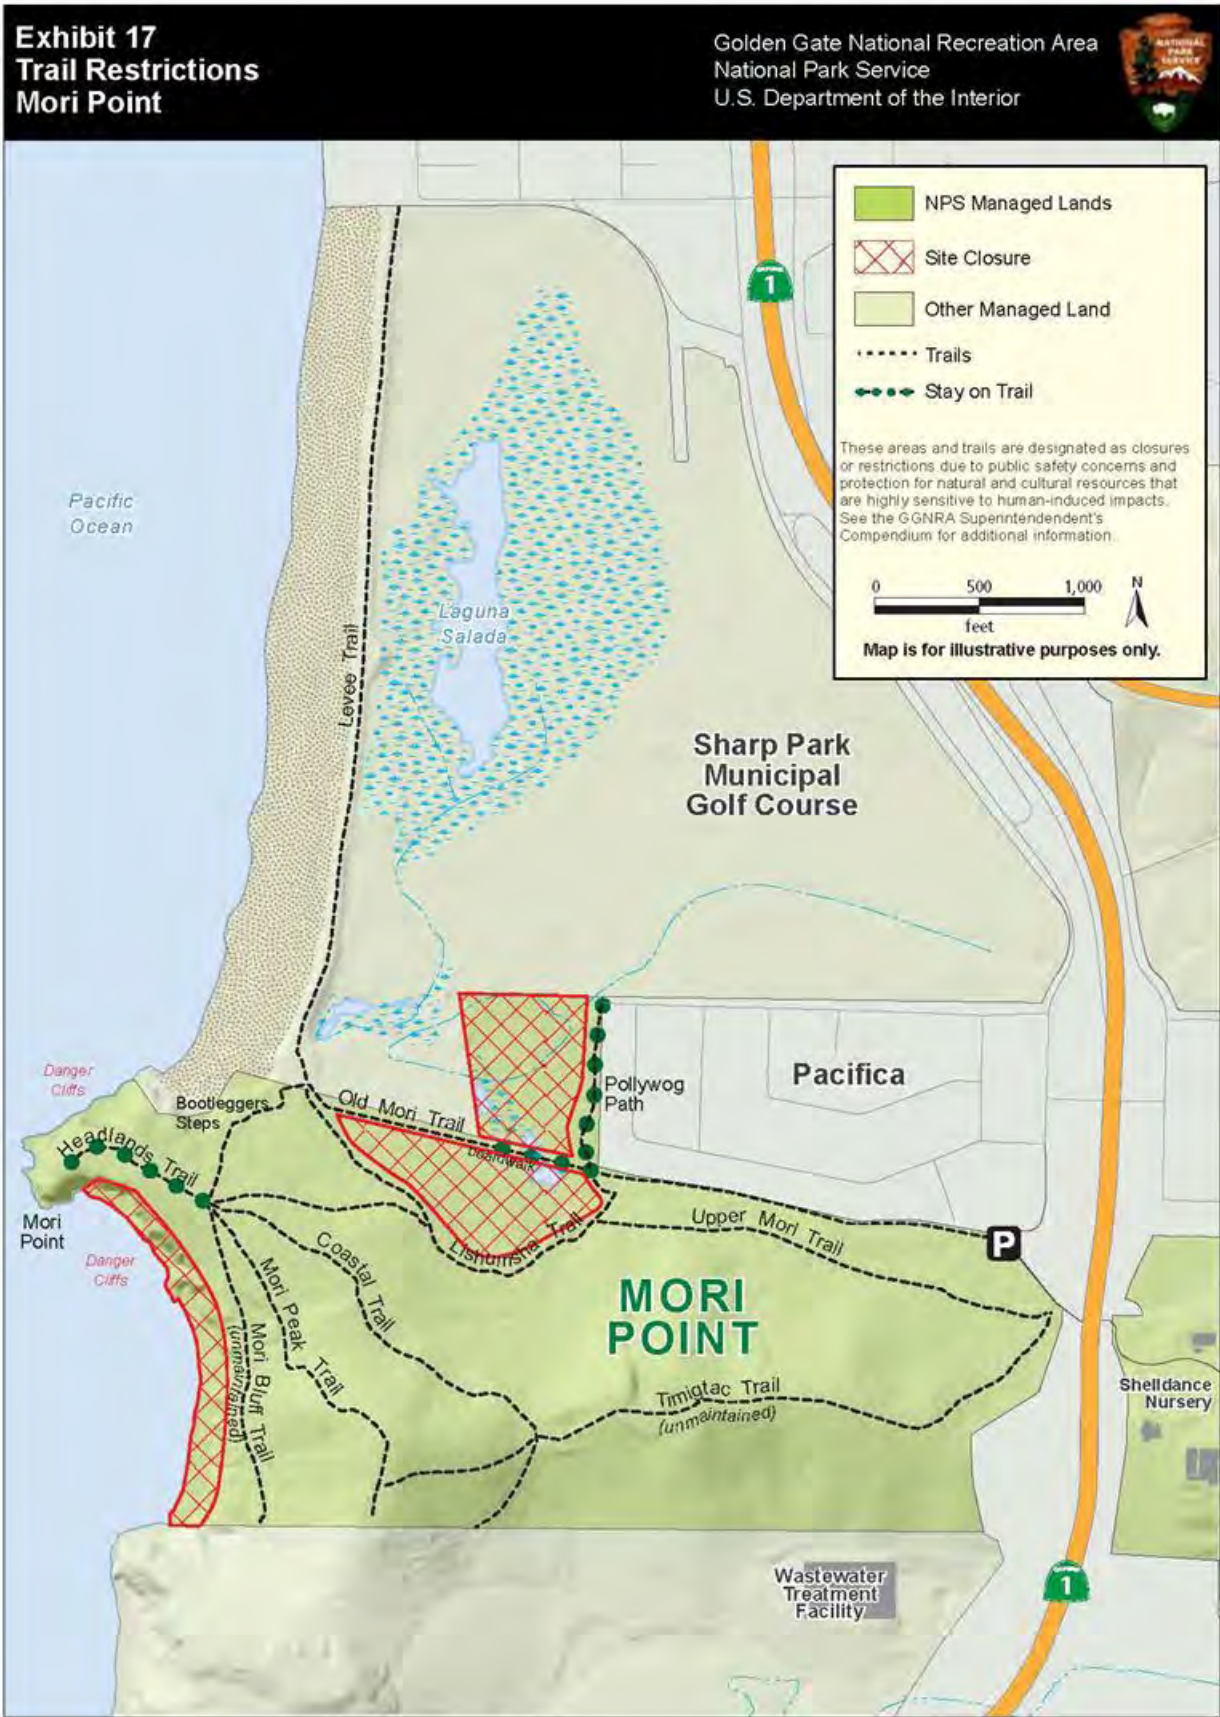 Exhibit 17
Trail Restrictions
Mori Point
Golden Gate National Recreation Area
National Park Service
U.S. Department of the Interior
NATIONAL
PARK
SERVICE
NPS Managed Lands
Site Closure
Other Managed Land
Trails
Stay on Trail
These areas and trails are designated as closures
or restrictions due to public safety concerns and
protection for natural and cultural resources that
are highly sensitive to human-induced impacts.
See the GGNRA Superintendendent's
Compendium for additional information.
0 500 1,000
feet
N
Map is for illustrative purposes only.
1
Pacific
Ocean
Laguna
Salada
Levee Trail
Sharp Park
Municipal
Golf Course
Danger
Cliffs
Bootleggers
Steps
Old Mori Trail
Pollywog
Path
Pacifica
Headlands Trail
boardwalk
Mori
Point
Danger
Cliffs
Lishumsha Trail
Upper Mori Trail
P
Coastal Trail
Mori Peak Trail
Mori Bluff Trail
(unmaintained)
MORI
POINT
Timigtac Trail
(unmaintained)
Shelldance
Nursery
Wastewater
Treatment
Facility
1